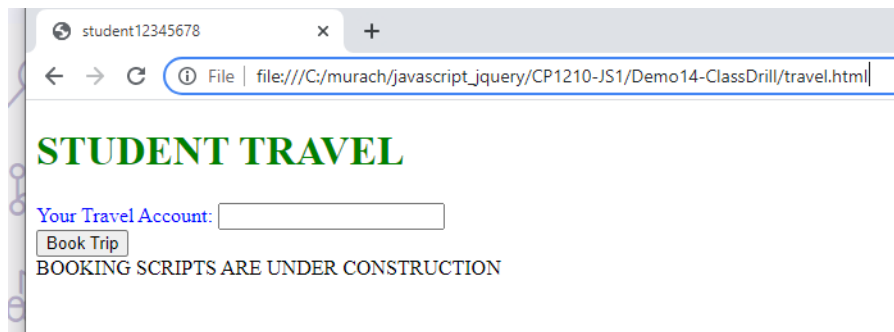 student12345678
File file:///C:/murach/javascript_jquery/CP1210-JS1/Demo14-ClassDrill/travel.html
STUDENT TRAVEL
Your Travel Account:
Book Trip
BOOKING SCRIPTS ARE UNDER CONSTRUCTION